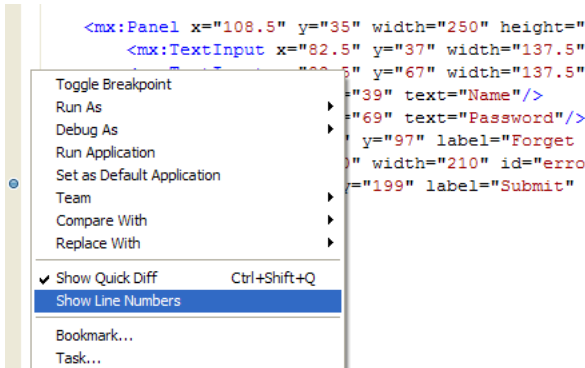 <mx:Panel x="108.5" y="35" width="250" height="
<mx:TextInput x="82.5" y="37" width="137.5"
5" y="67" width="137.5"
Toggle Breakpoint
="39" text="Name"/>
Run As
="69" text="Password"/>
Debug As
' y="97" label="Forget
Run Application
0" width="210" id="erro
Set as Default Application
y="199" label="Submit"
Team
Compare With
Replace With
Show Quick Diff Ctrl+Shift+Q
Show Line Numbers
Bookmark...
Task...